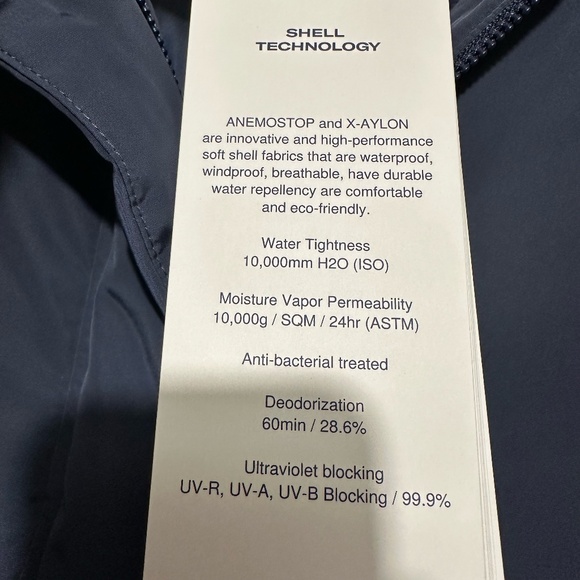 SHELL
TECHNOLOGY
ANEMOSTOP and X-AYLON
are innovative and high-performance
soft shell fabrics that are waterproof,
windproof, breathable, have durable
water repellency are comfortable
and eco-friendly.
Water Tightness
10,000mm H2O (ISO)
Moisture Vapor Permeability
10,000g / SQM / 24hr (ASTM)
Anti-bacterial treated
Deodorization
60min / 28.6%
Ultraviolet blocking
UV-R, UV-A, UV-B Blocking / 99.9%